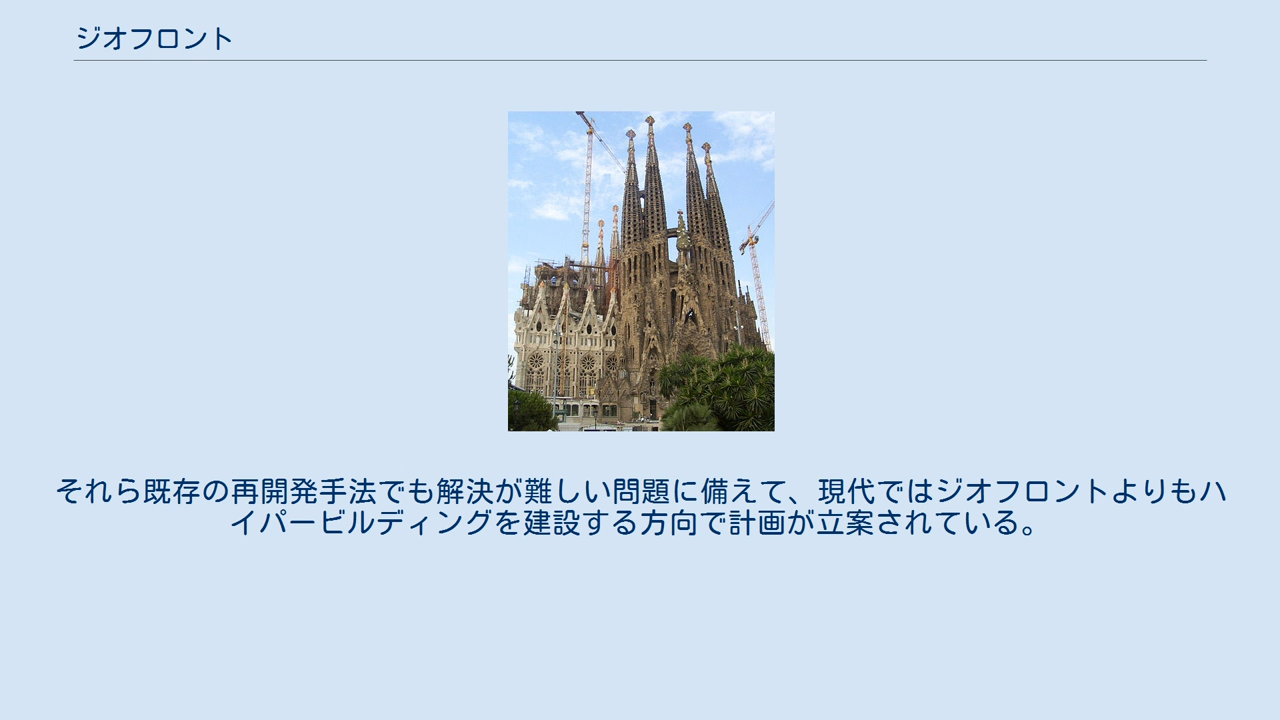 ジオフロント
それら既存の再開発手法でも解決が難しい問題に備えて、現代ではジオフロントよりもハ
イパービルディングを建設する方向で計画が立案されている。